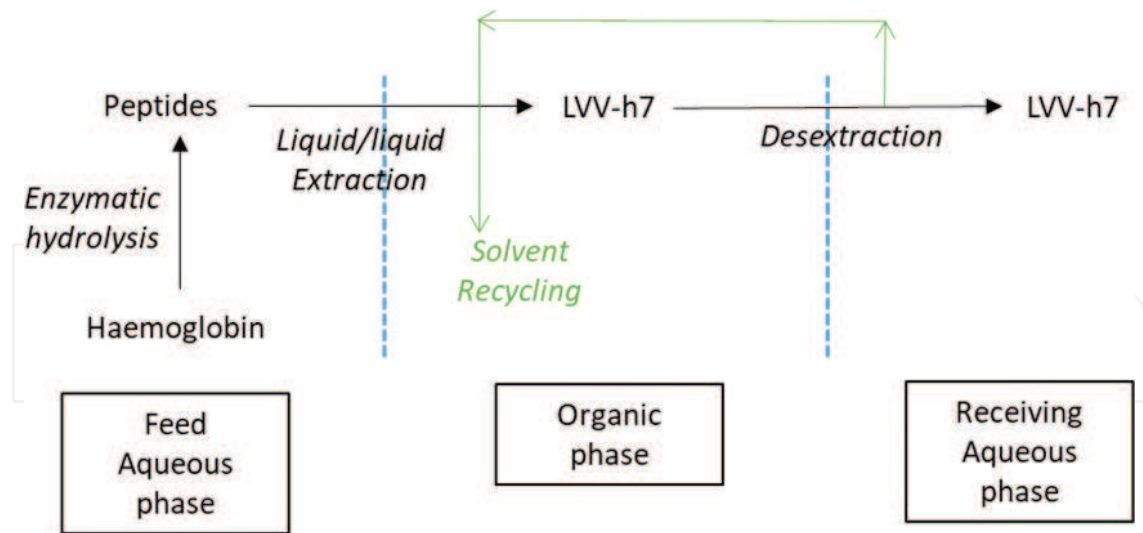 Peptides
LVV-h7
LVV-h7
Liquid/liquid
Extraction
Desextraction
Enzymatic
hydrolysis
Solvent
Recycling
Haemoglobin
Feed
Aqueous
phase
Organic
phase
Receiving
Aqueous
phase